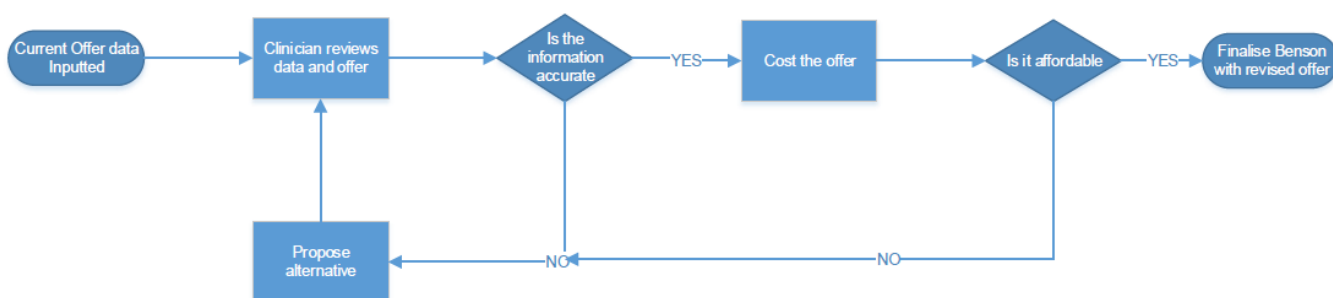 Current Offer data
Inputted
Clinician reviews
data and offer
Is the
information
accurate
YES
Cost the offer
Is it affordable
YES
Finalise Benson
with revised offer
Propose
alternative
NO
NO